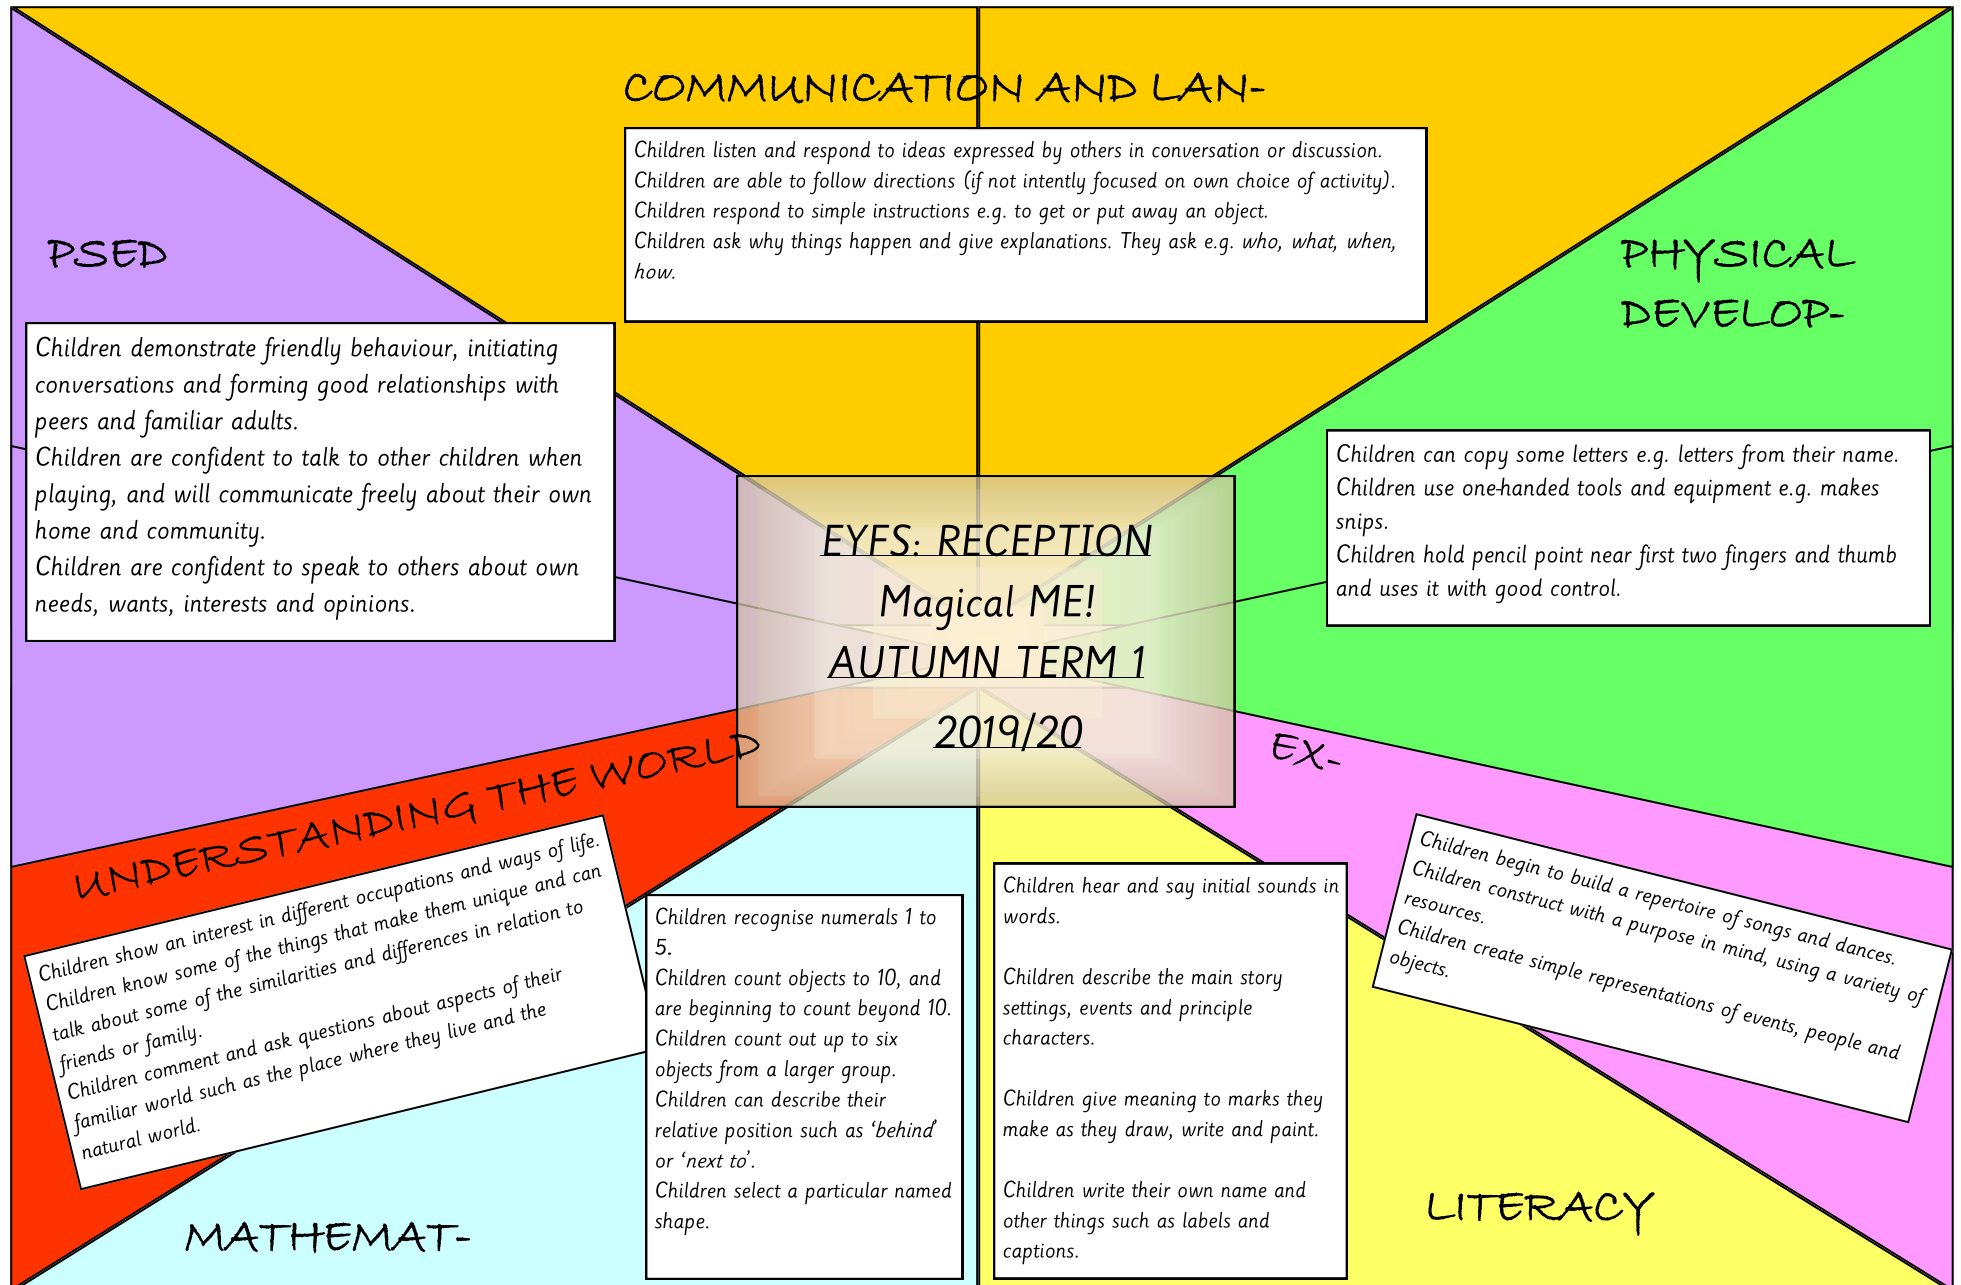 COMMUNICATION AND LAN-
Children listen and respond to ideas expressed by others in conversation or discussion.
Children are able to follow directions (if not intently focused on own choice of activity).
Children respond to simple instructions e.g. to get or put away an object.
Children ask why things happen and give explanations. They ask e.g. who, what, when,
how.
PSED
Children demonstrate friendly behaviour, initiating
conversations and forming good relationships with
peers and familiar adults.
Children are confident to talk to other children when
playing, and will communicate freely about their own
home and community.
Children are confident to speak to others about own
needs, wants, interests and opinions.
PHYSICAL
DEVELOP-
Children can copy some letters e.g. letters from their name.
Children use one-handed tools and equipment e.g. makes
snips.
Children hold pencil point near first two fingers and thumb
and uses it with good control.
EYFS: RECEPTION
Magical ME!
AUTUMN TERM 1
2019/20
UNDERSTANDING THE WORLD
Children show an interest in different occupations and ways of life.
Children know some of the things that make them unique and can
talk about some of the similarities and differences in relation to
friends or family.
Children comment and ask questions about aspects of their
familiar world such as the place where they live and the
natural world.
MATHEMAT-
Children recognise numerals 1 to
5.
Children count objects to 10, and
are beginning to count beyond 10.
Children count out up to six
objects from a larger group.
Children can describe their
relative position such as ‘behind’
or ‘next to’.
Children select a particular named
shape.
Children hear and say initial sounds in
words.
Children describe the main story
settings, events and principle
characters.
Children give meaning to marks they
make as they draw, write and paint.
Children write their own name and
other things such as labels and
captions.
LITERACY
EX-
Children begin to build a repertoire of songs and dances.
Children construct with a purpose in mind, using a variety of
resources.
Children create simple representations of events, people and
objects.